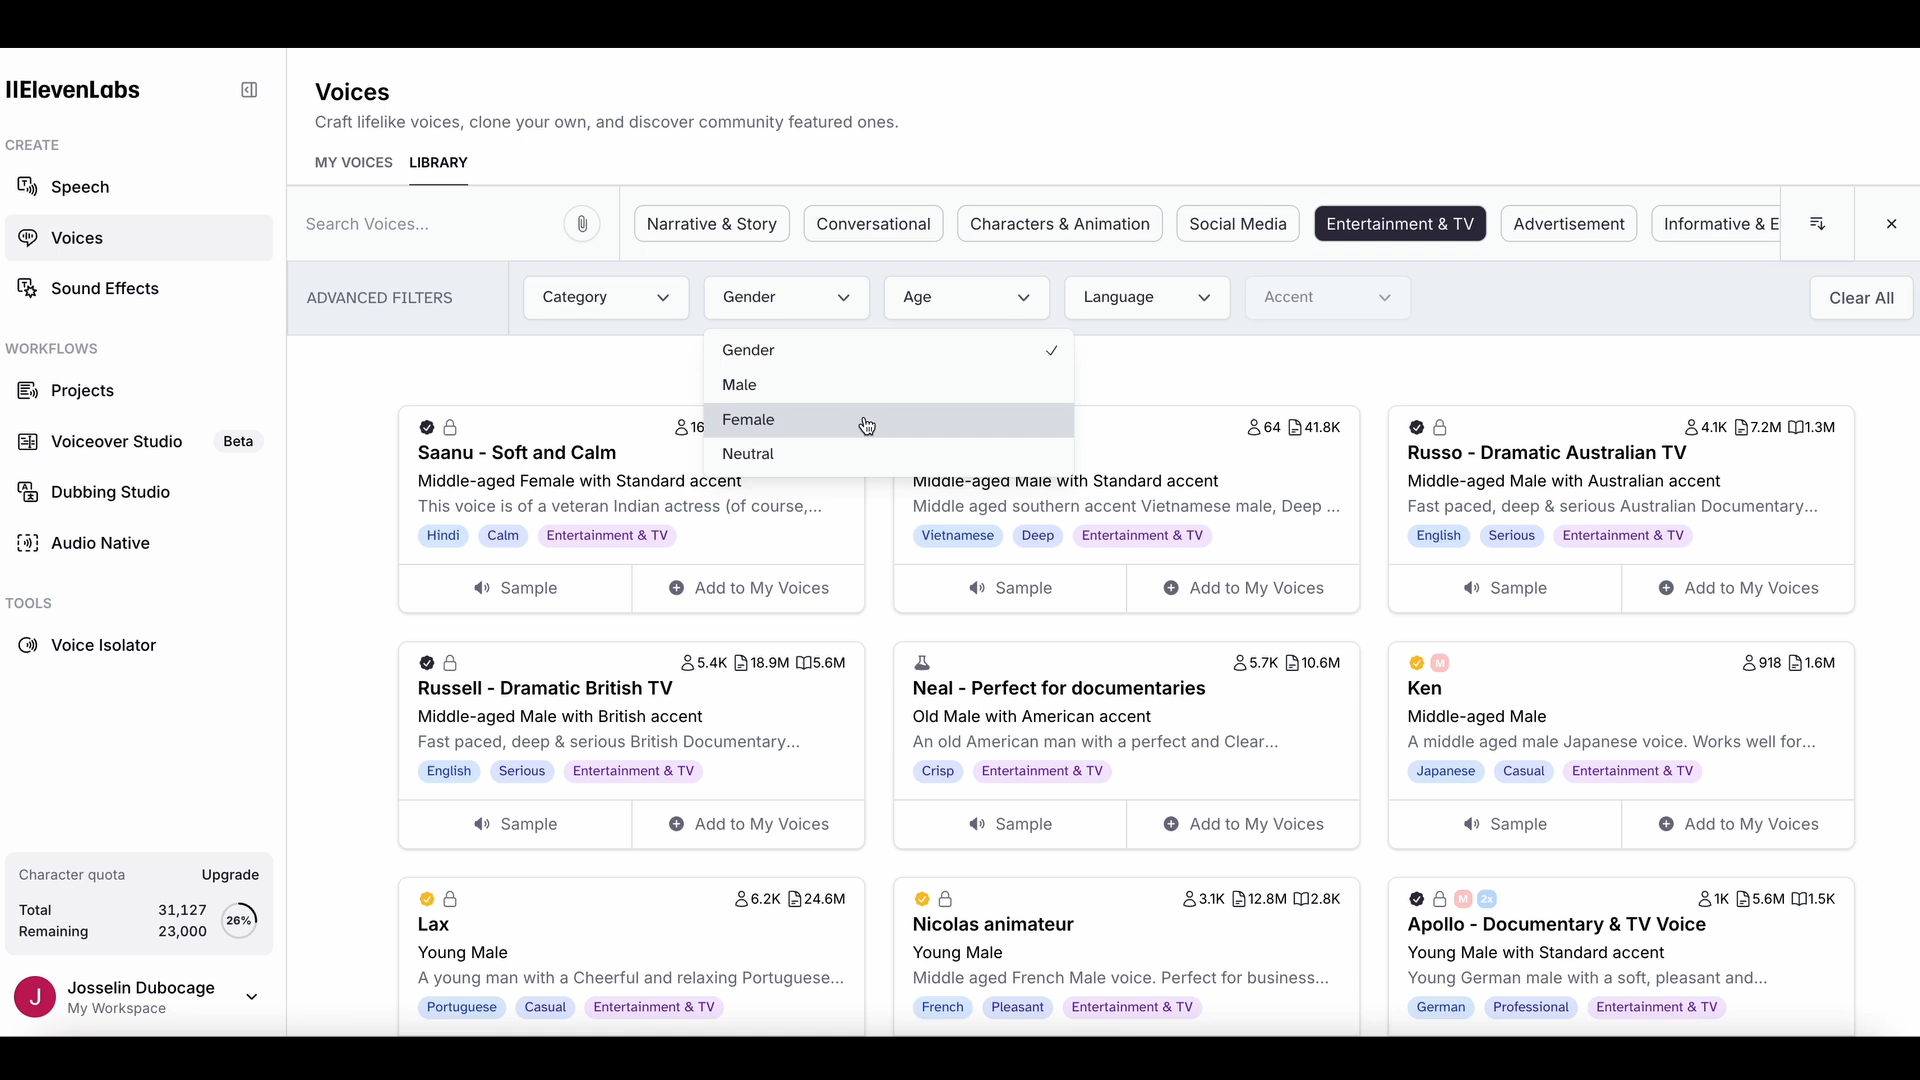 IIElevenLabs
CREATE
Speech
Voices
Sound Effects
WORKFLOWS
Projects
Voiceover Studio Beta
Dubbing Studio
Audio Native
TOOLS
Voice Isolator
Character quota Upgrade
Total 31,127
Remaining 23,000
26%
J
Josselin Dubocage
My Workspace
Voices
Craft lifelike voices, clone your own, and discover community featured ones.
MY VOICES LIBRARY
Search Voices... Narrative & Story Conversational Characters & Animation Social Media Entertainment & TV Advertisement Informative & E
ADVANCED FILTERS Category Gender Age Language Accent Clear All
Gender
Male
Female
Neutral
16
Saanu - Soft and Calm
Middle-aged Female with Standard accent
This voice is of a veteran Indian actress (of course,...
Hindi Calm Entertainment & TV
Sample Add to My Voices
64 41.8K
Middle-aged Male with Standard accent
Middle aged southern accent Vietnamese male, Deep ...
Vietnamese Deep Entertainment & TV
Sample Add to My Voices
4.1K 7.2M 1.3M
Russo - Dramatic Australian TV
Middle-aged Male with Australian accent
Fast paced, deep & serious Australian Documentary...
English Serious Entertainment & TV
Sample Add to My Voices
5.4K 18.9M 5.6M
Russell - Dramatic British TV
Middle-aged Male with British accent
Fast paced, deep & serious British Documentary...
English Serious Entertainment & TV
Sample Add to My Voices
5.7K 10.6M
Neal - Perfect for documentaries
Old Male with American accent
An old American man with a perfect and Clear...
Crisp Entertainment & TV
Sample Add to My Voices
M 918 1.6M
Ken
Middle-aged Male
A middle aged male Japanese voice. Works well for...
Japanese Casual Entertainment & TV
Sample Add to My Voices
6.2K 24.6M
Lax
Young Male
A young man with a Cheerful and relaxing Portuguese...
Portuguese Casual Entertainment & TV
3.1K 12.8M 2.8K
Nicolas animateur
Young Male
Middle aged French Male voice. Perfect for business...
French Pleasant Entertainment & TV
M 2x 1K 5.6M 1.5K
Apollo - Documentary & TV Voice
Young Male with Standard accent
Young German male with a soft, pleasant and...
German Professional Entertainment & TV